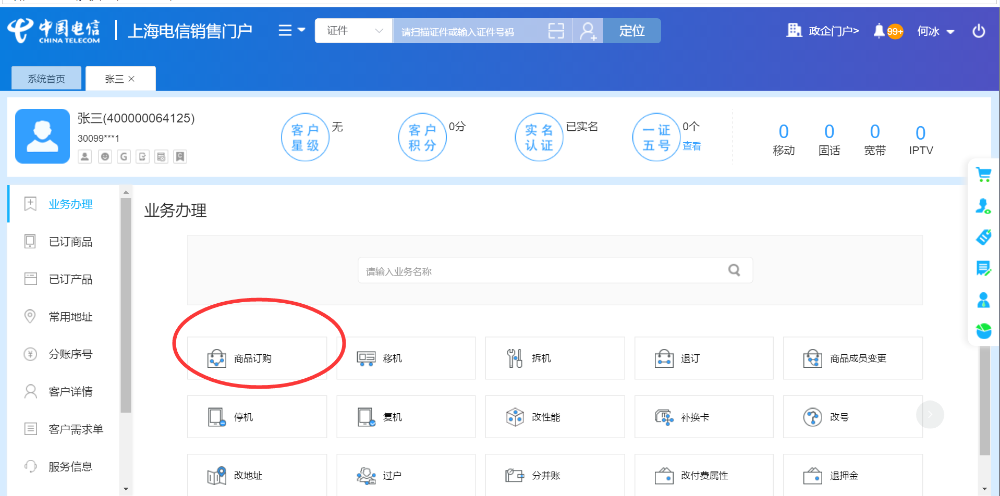 中国电信
CHINA TELECOM
上海电信销售门户
证件
请扫描证件或输入证件号码
定位
政企门户>
99+
何冰
系统首页
张三 ×
张三(400000064125)
30099***1
客户
星级
无
客户
积分
0分
实名
认证
已实名
一证
五号
0个
查看
0
移动
0
固话
0
宽带
0
IPTV
业务办理
已订商品
已订产品
常用地址
分账序号
客户详情
客户需求单
服务信息
业务办理
请输入业务名称
商品订购
移机
拆机
退订
商品成员变更
停机
复机
改性能
补换卡
改号
改地址
过户
分并账
改付费属性
退押金